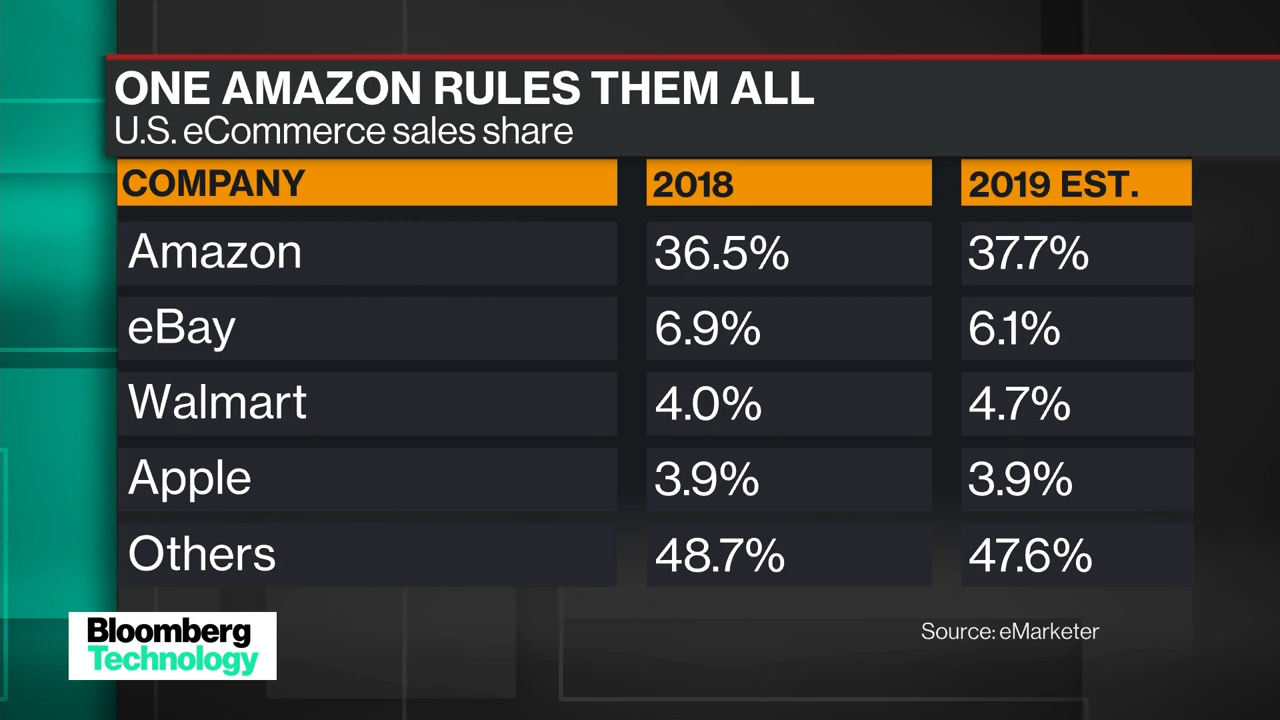 ONE AMAZON RULES THEM ALL
U.S. eCommerce sales share
COMPANY 2018 2019 EST.
Amazon 36.5% 37.7%
eBay 6.9% 6.1%
Walmart 4.0% 4.7%
Apple 3.9% 3.9%
Others 48.7% 47.6%
Bloomberg
Technology
Source: eMarketer